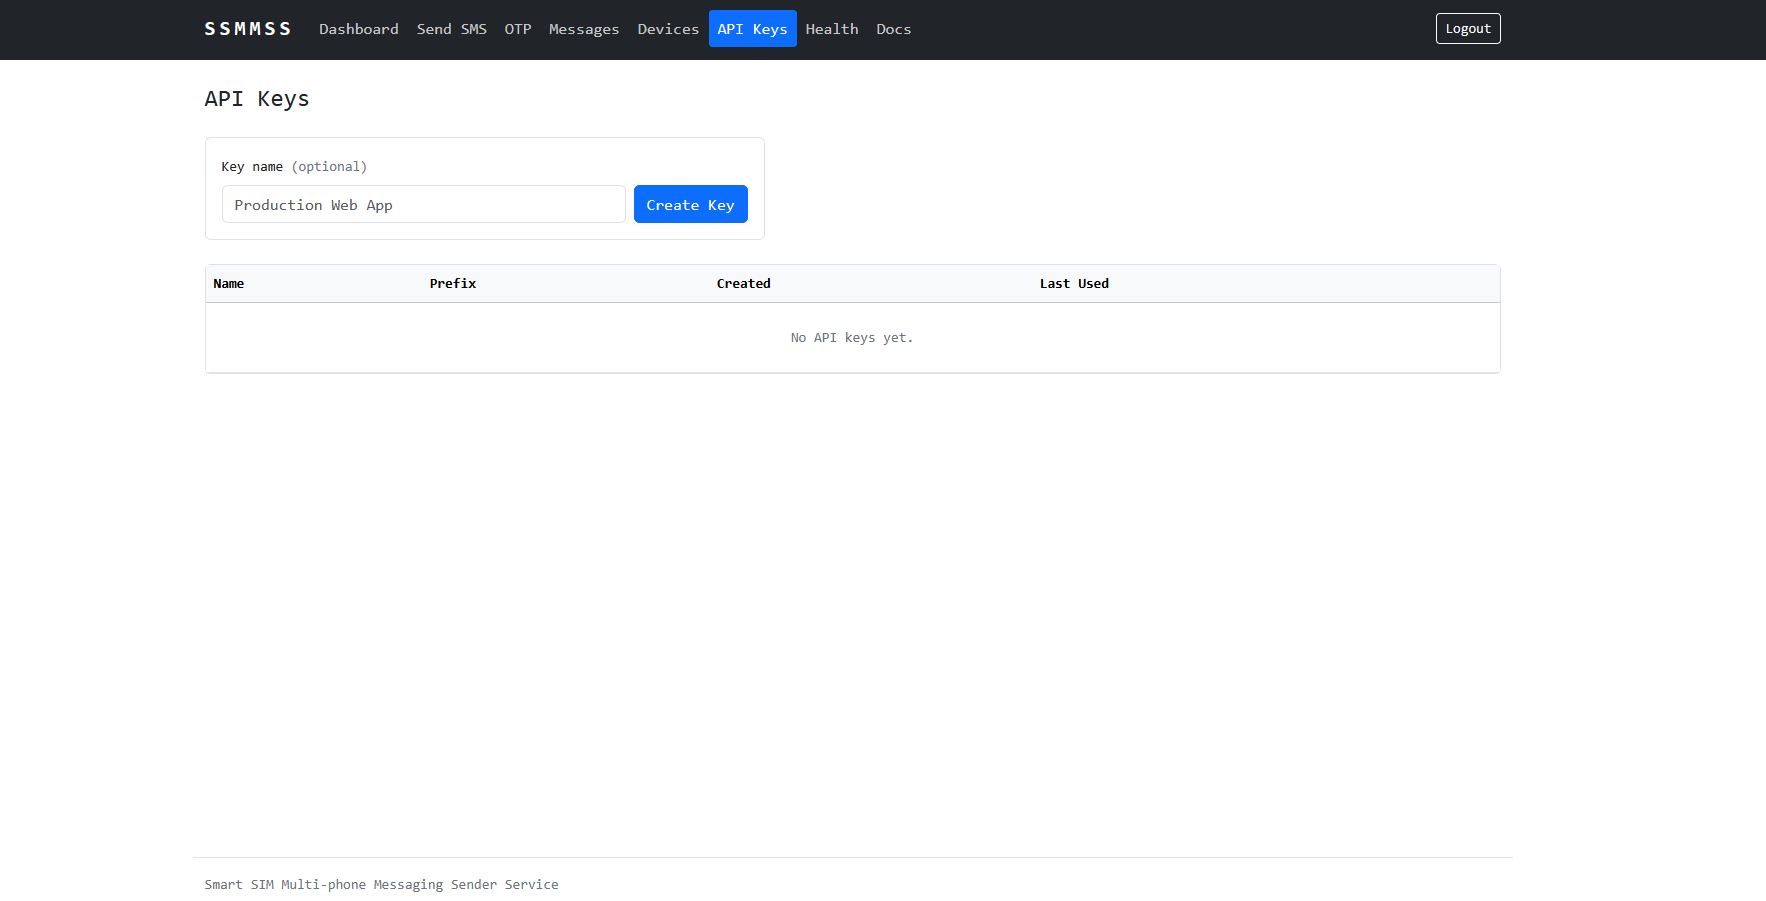 SSMMSS Dashboard Send SMS OTP Messages Devices API Keys Health Docs Logout
API Keys
Key name (optional)
Production Web App Create Key
Name Prefix Created Last Used
No API keys yet.
Smart SIM Multi-phone Messaging Sender Service